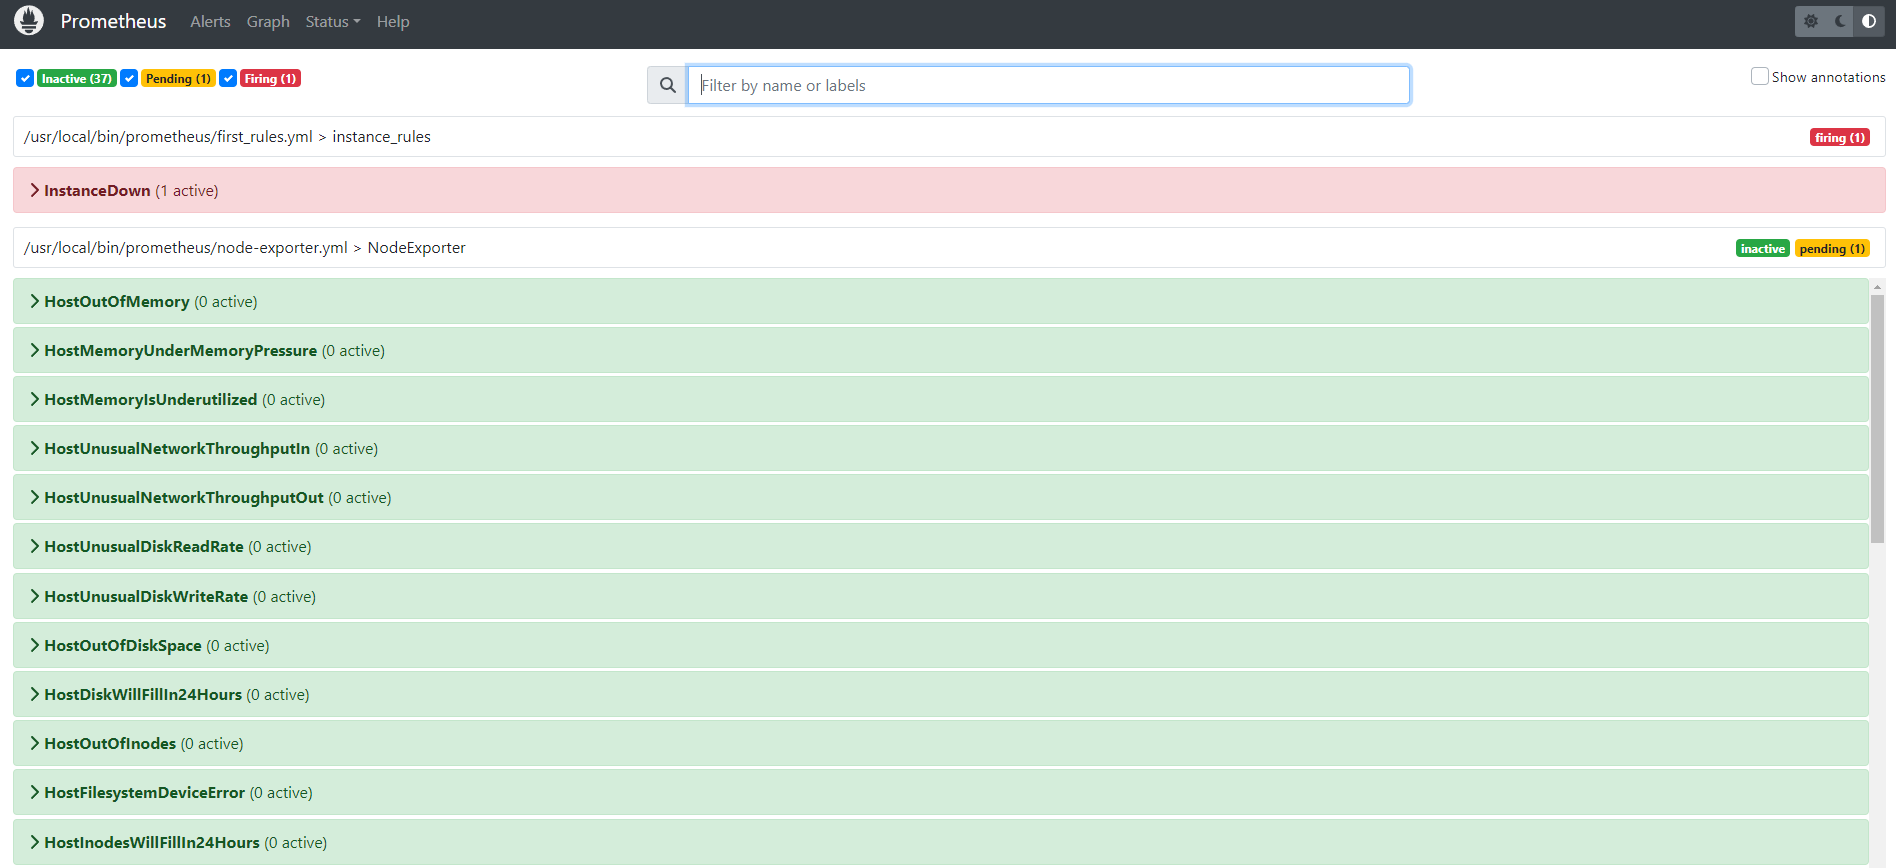 Prometheus Alerts Graph Status Help
Inactive (37) Pending (1) Firing (1)
Filter by name or labels
Show annotations
/usr/local/bin/prometheus/first_rules.yml > instance_rules
firing (1)
InstanceDown (1 active)
/usr/local/bin/prometheus/node-exporter.yml > NodeExporter
inactive pending (1)
HostOutOfMemory (0 active)
HostMemoryUnderMemoryPressure (0 active)
HostMemoryIsUnderutilized (0 active)
HostUnusualNetworkThroughputIn (0 active)
HostUnusualNetworkThroughputOut (0 active)
HostUnusualDiskReadRate (0 active)
HostUnusualDiskWriteRate (0 active)
HostOutOfDiskSpace (0 active)
HostDiskWillFillIn24Hours (0 active)
HostOutOfInodes (0 active)
HostFilesystemDeviceError (0 active)
HostInodesWillFillIn24Hours (0 active)